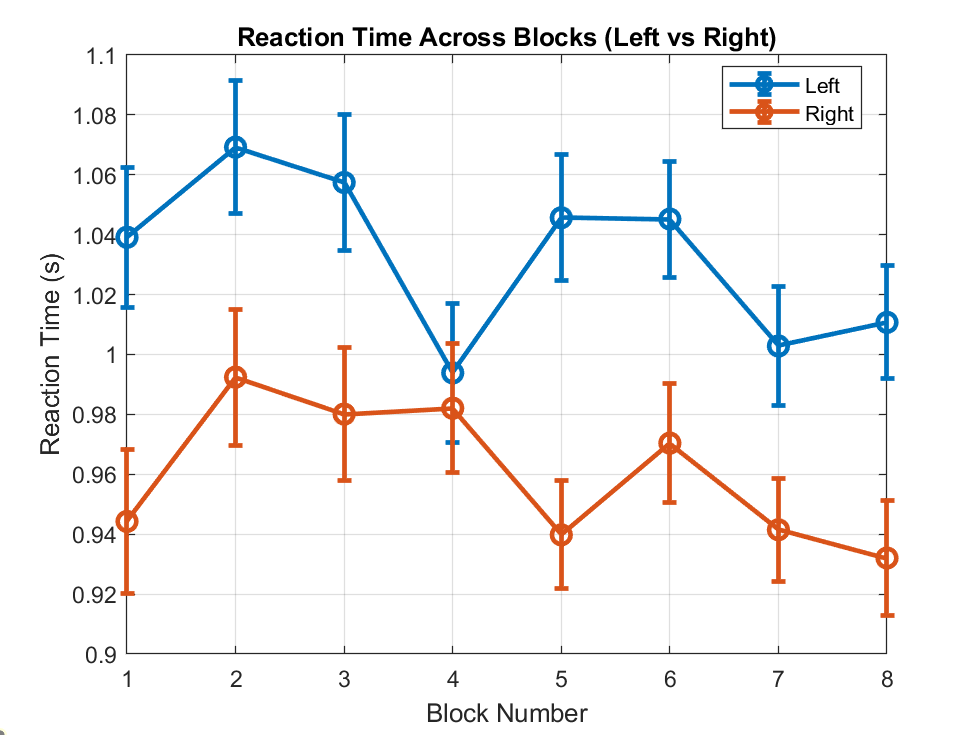 Reaction Time Across Blocks (Left vs Right)
Left
Right
1.1
1.08
1.06
1.04
1.02
1
0.98
0.96
0.94
0.92
0.9
Reaction Time (s)
1 2 3 4 5 6 7 8
Block Number